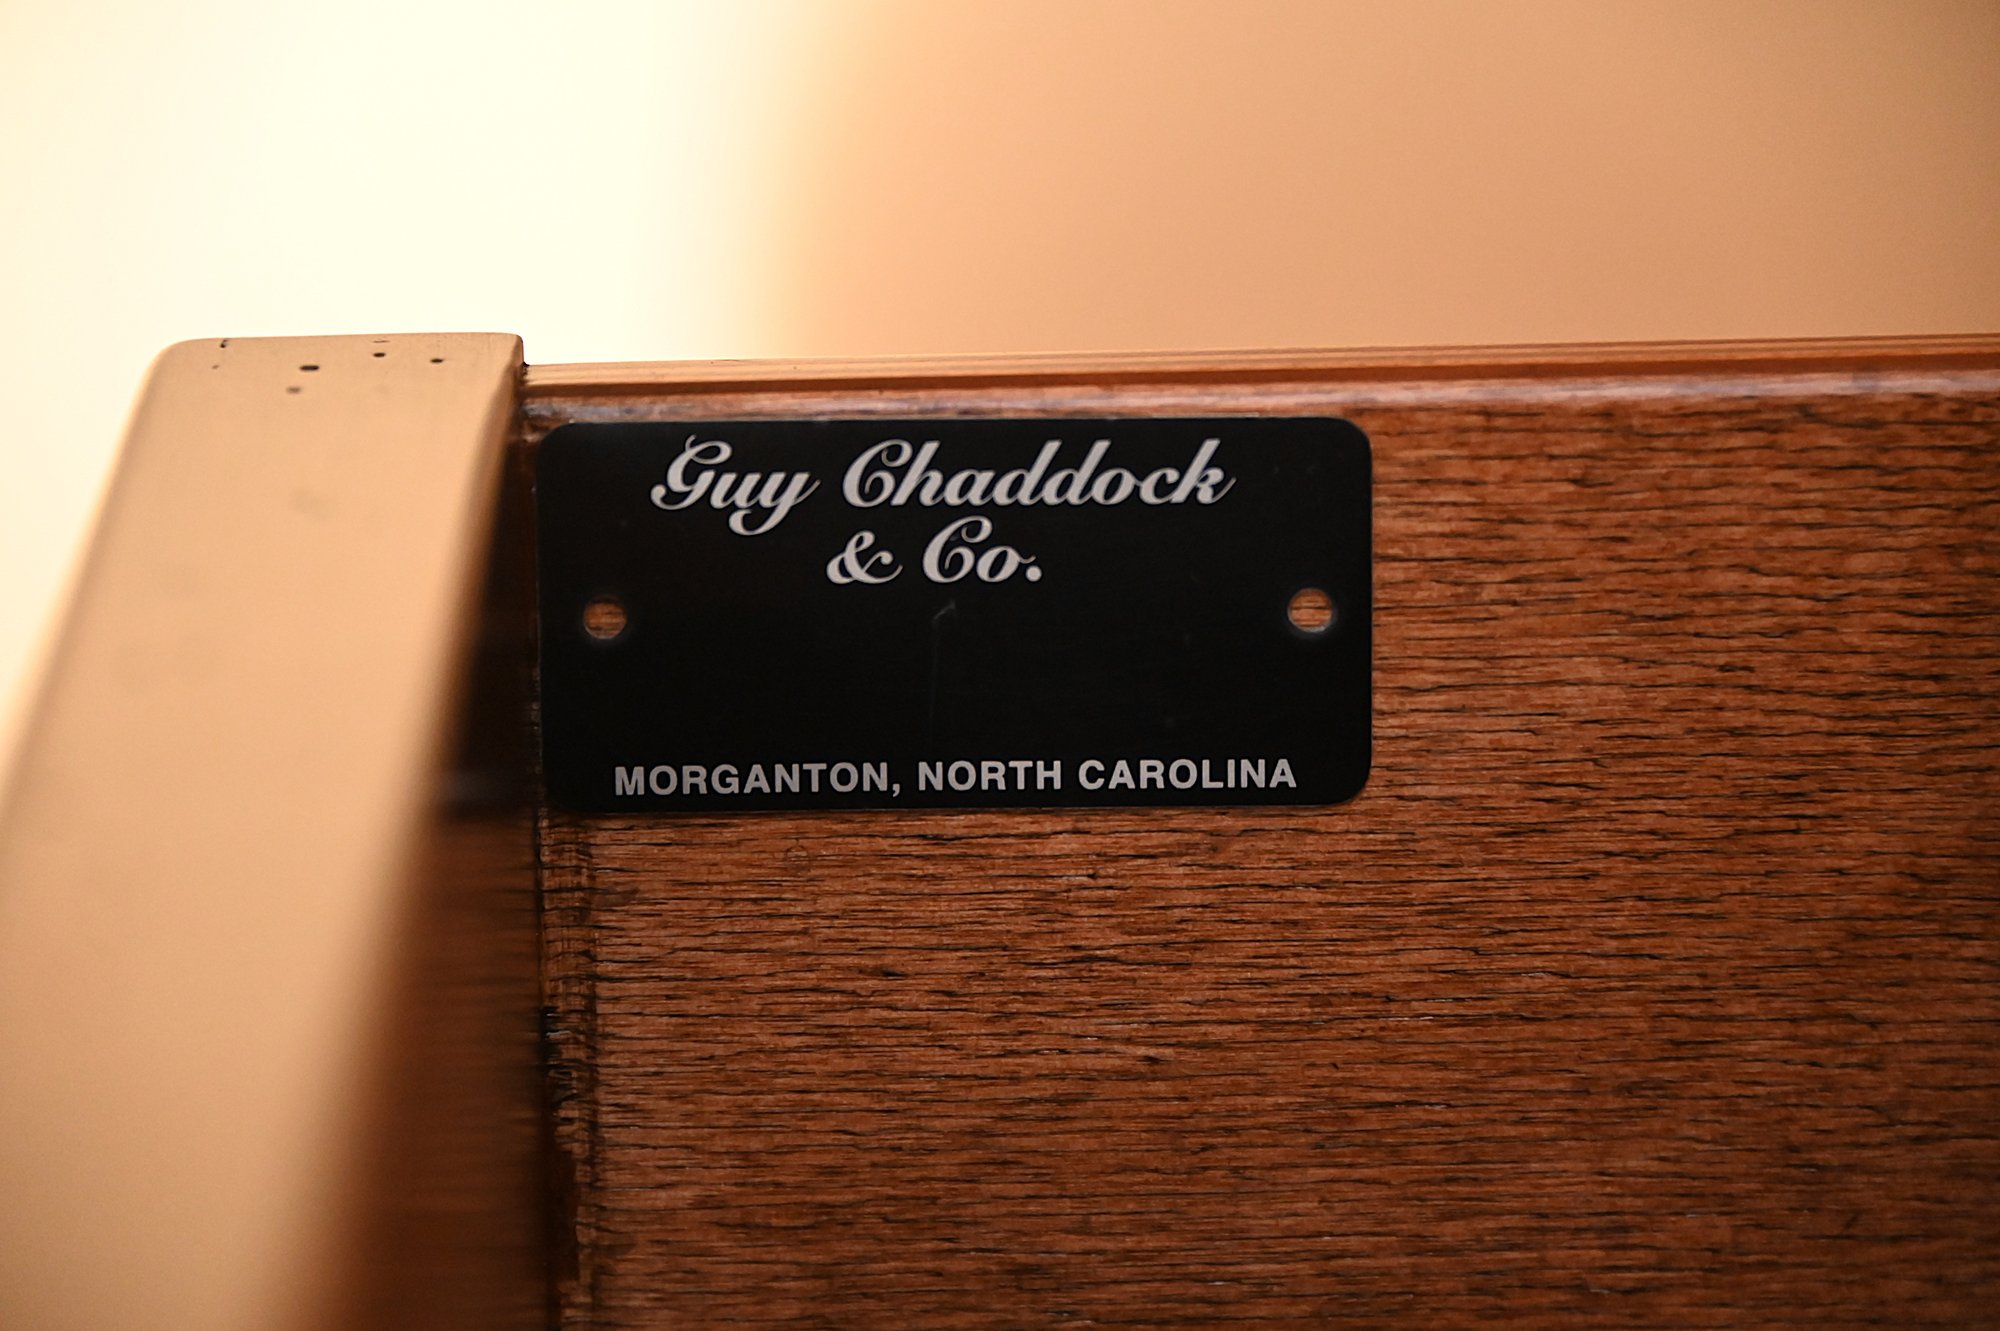 Guy Chaddock
& Co.
MORGANTON, NORTH CAROLINA